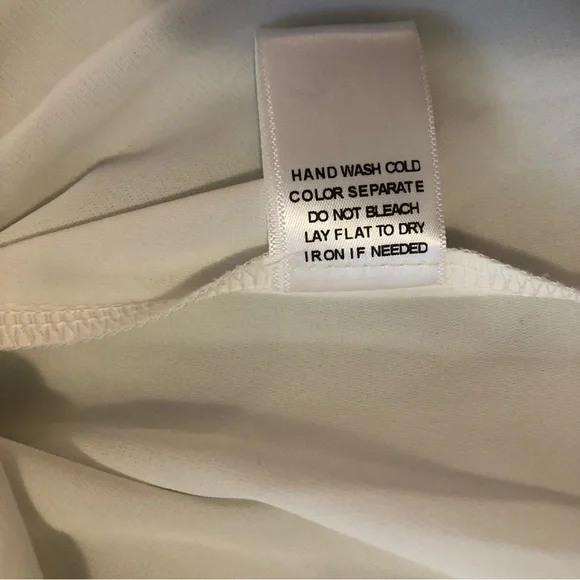 HAND WASH COLD
COLOR SEPARATE
DO NOT BLEACH
LAY FLAT TO DRY
IRON IF NEEDED